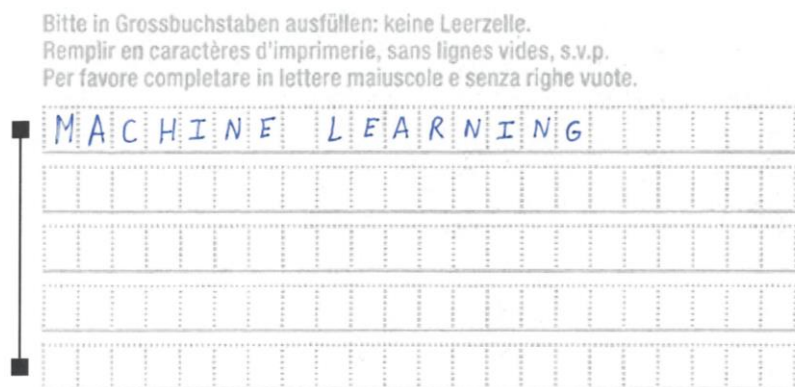 Bitte in Grossbuchstaben ausfüllen: keine Leerzelle.
Remplir en caractères d'imprimerie, sans lignes vides, s.v.p.
Per favore completare in lettere maiuscole e senza righe vuote.
MACHINE LEARNING